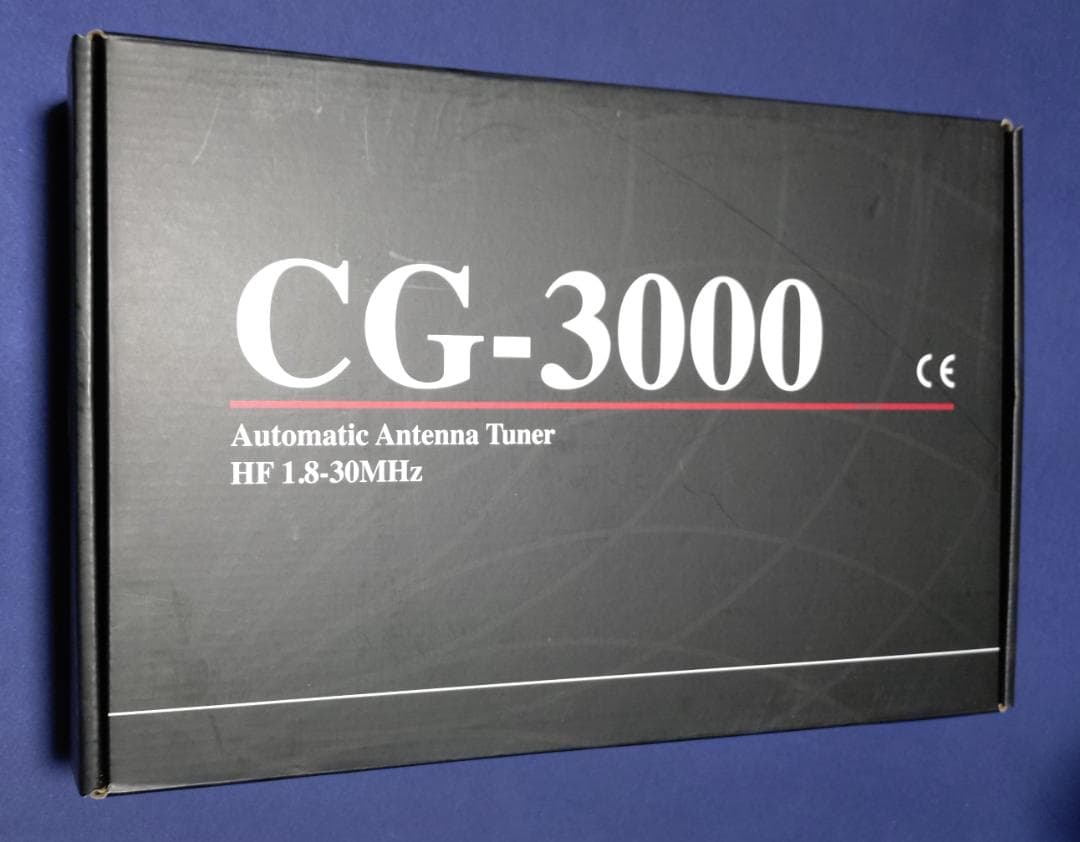 CG-3000
CE
Automatic Antenna Tuner
HF 1.8-30MHz